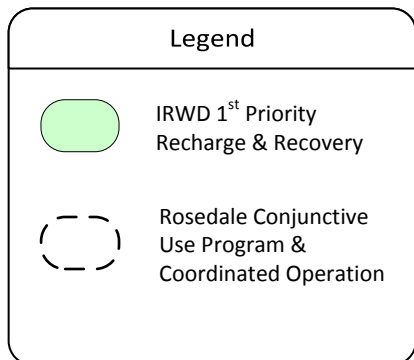 Legend
IRWD 1st Priority
Recharge & Recovery
Rosedale Conjunctive
Use Program &
Coordinated Operation